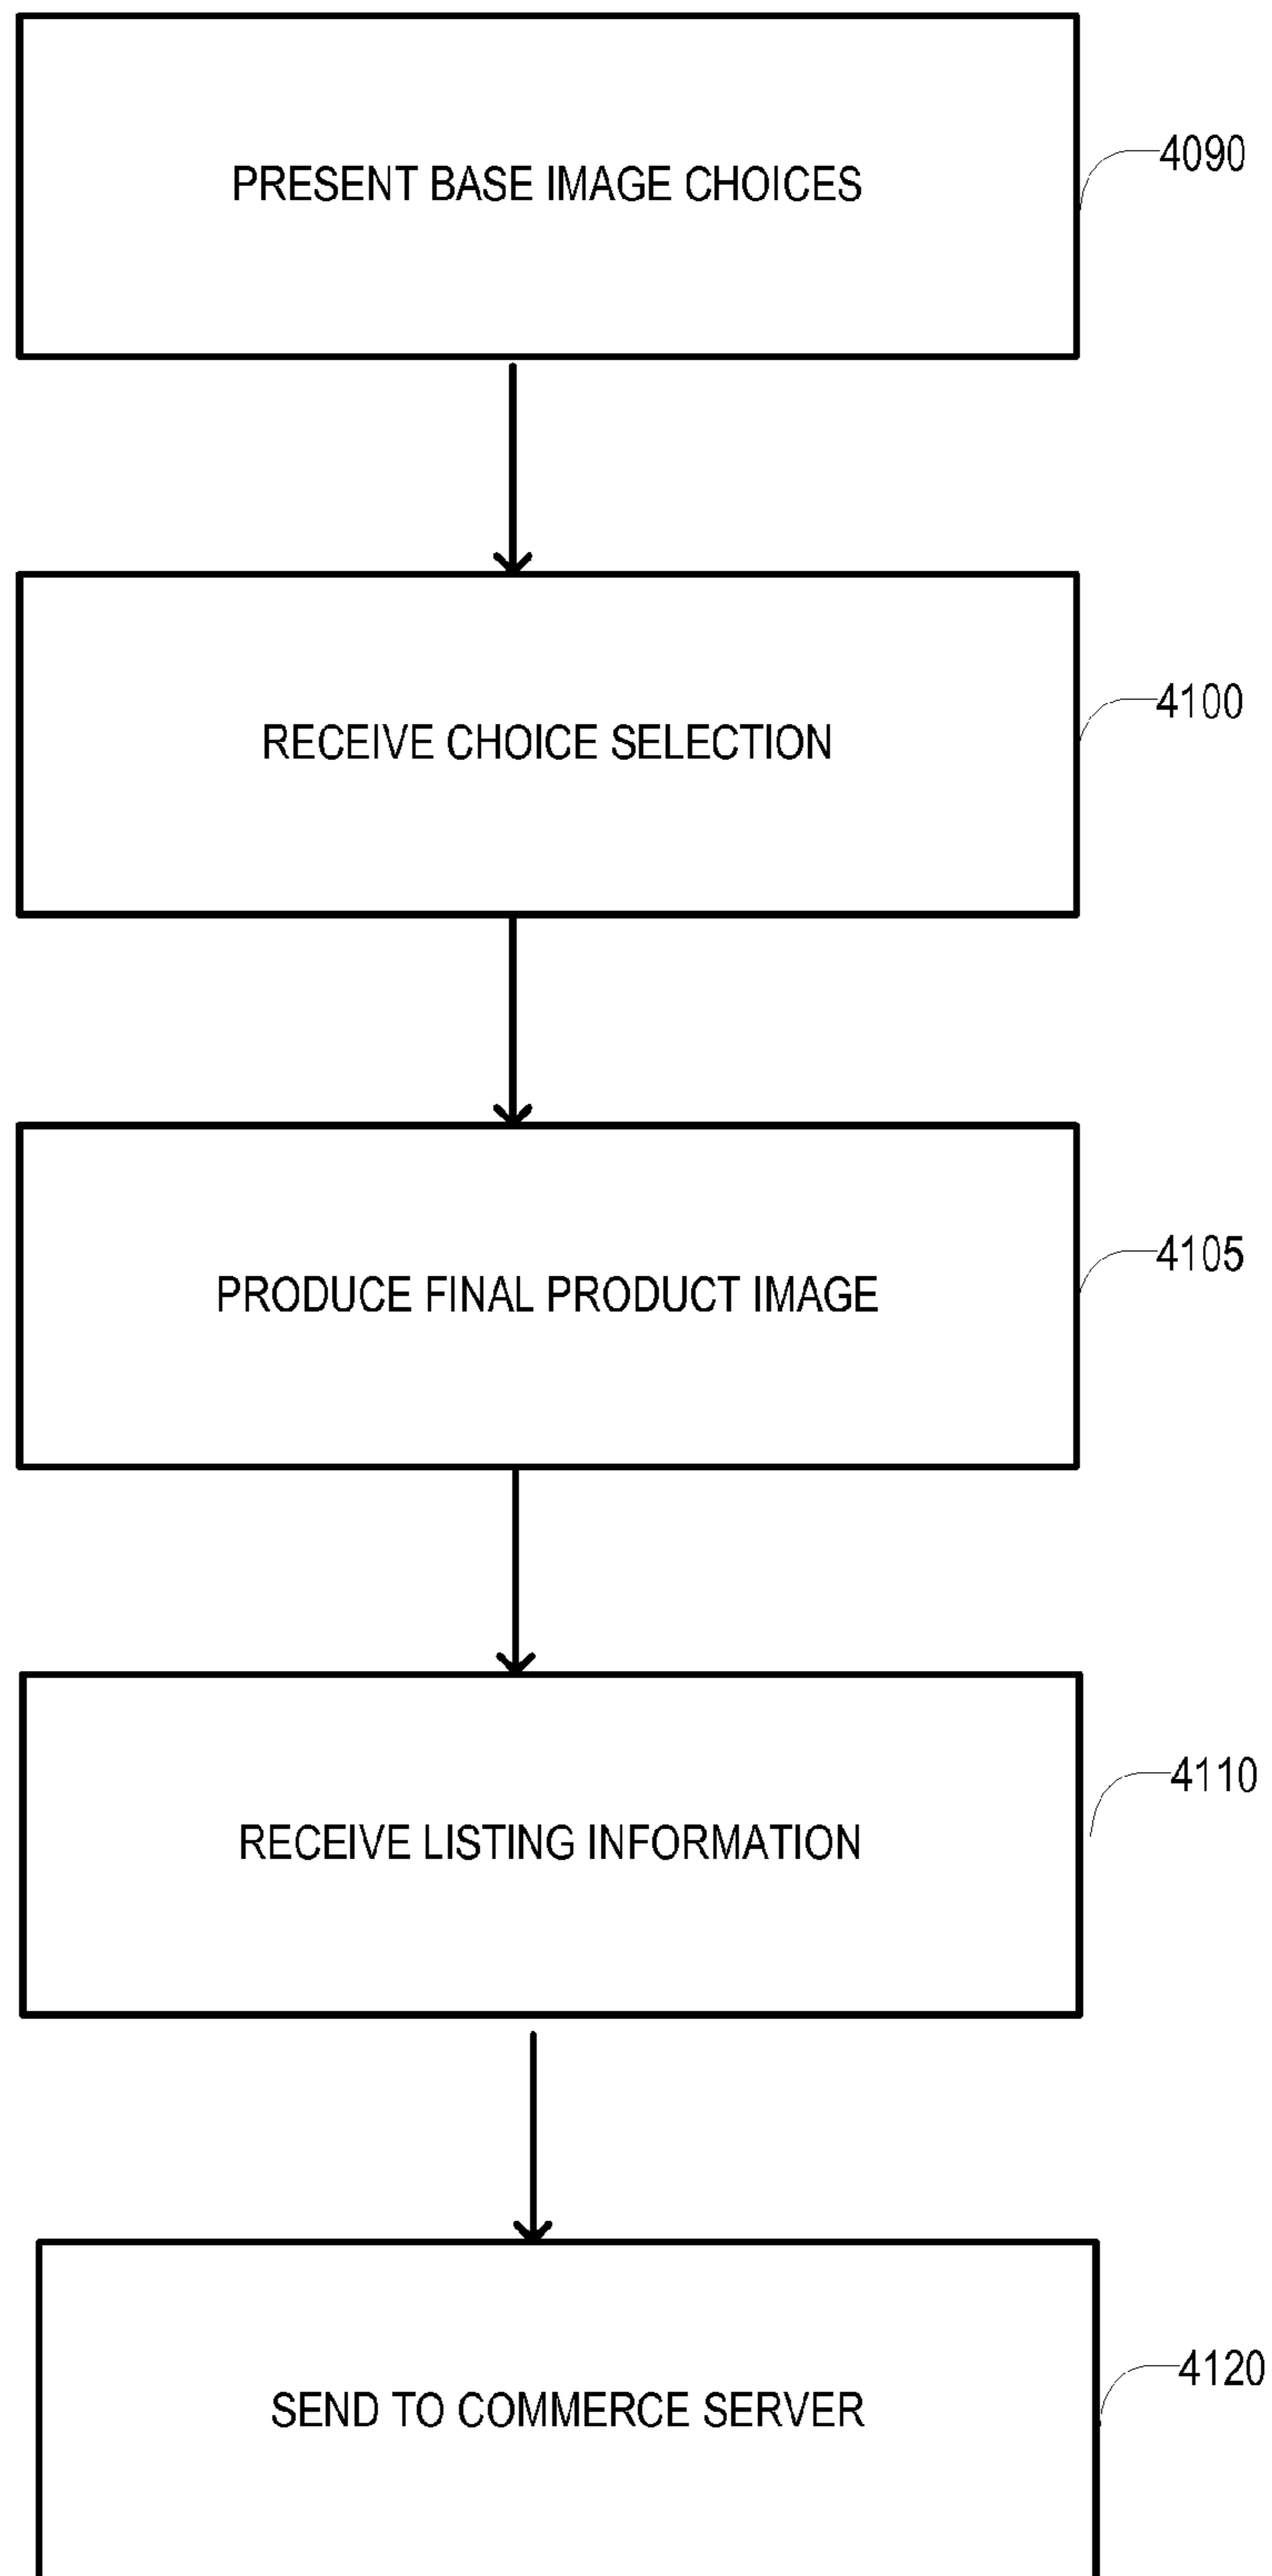 PRESENT BASE IMAGE CHOICES
4090
RECEIVE CHOICE SELECTION
4100
PRODUCE FINAL PRODUCT IMAGE
4105
RECEIVE LISTING INFORMATION
4110
SEND TO COMMERCE SERVER
4120